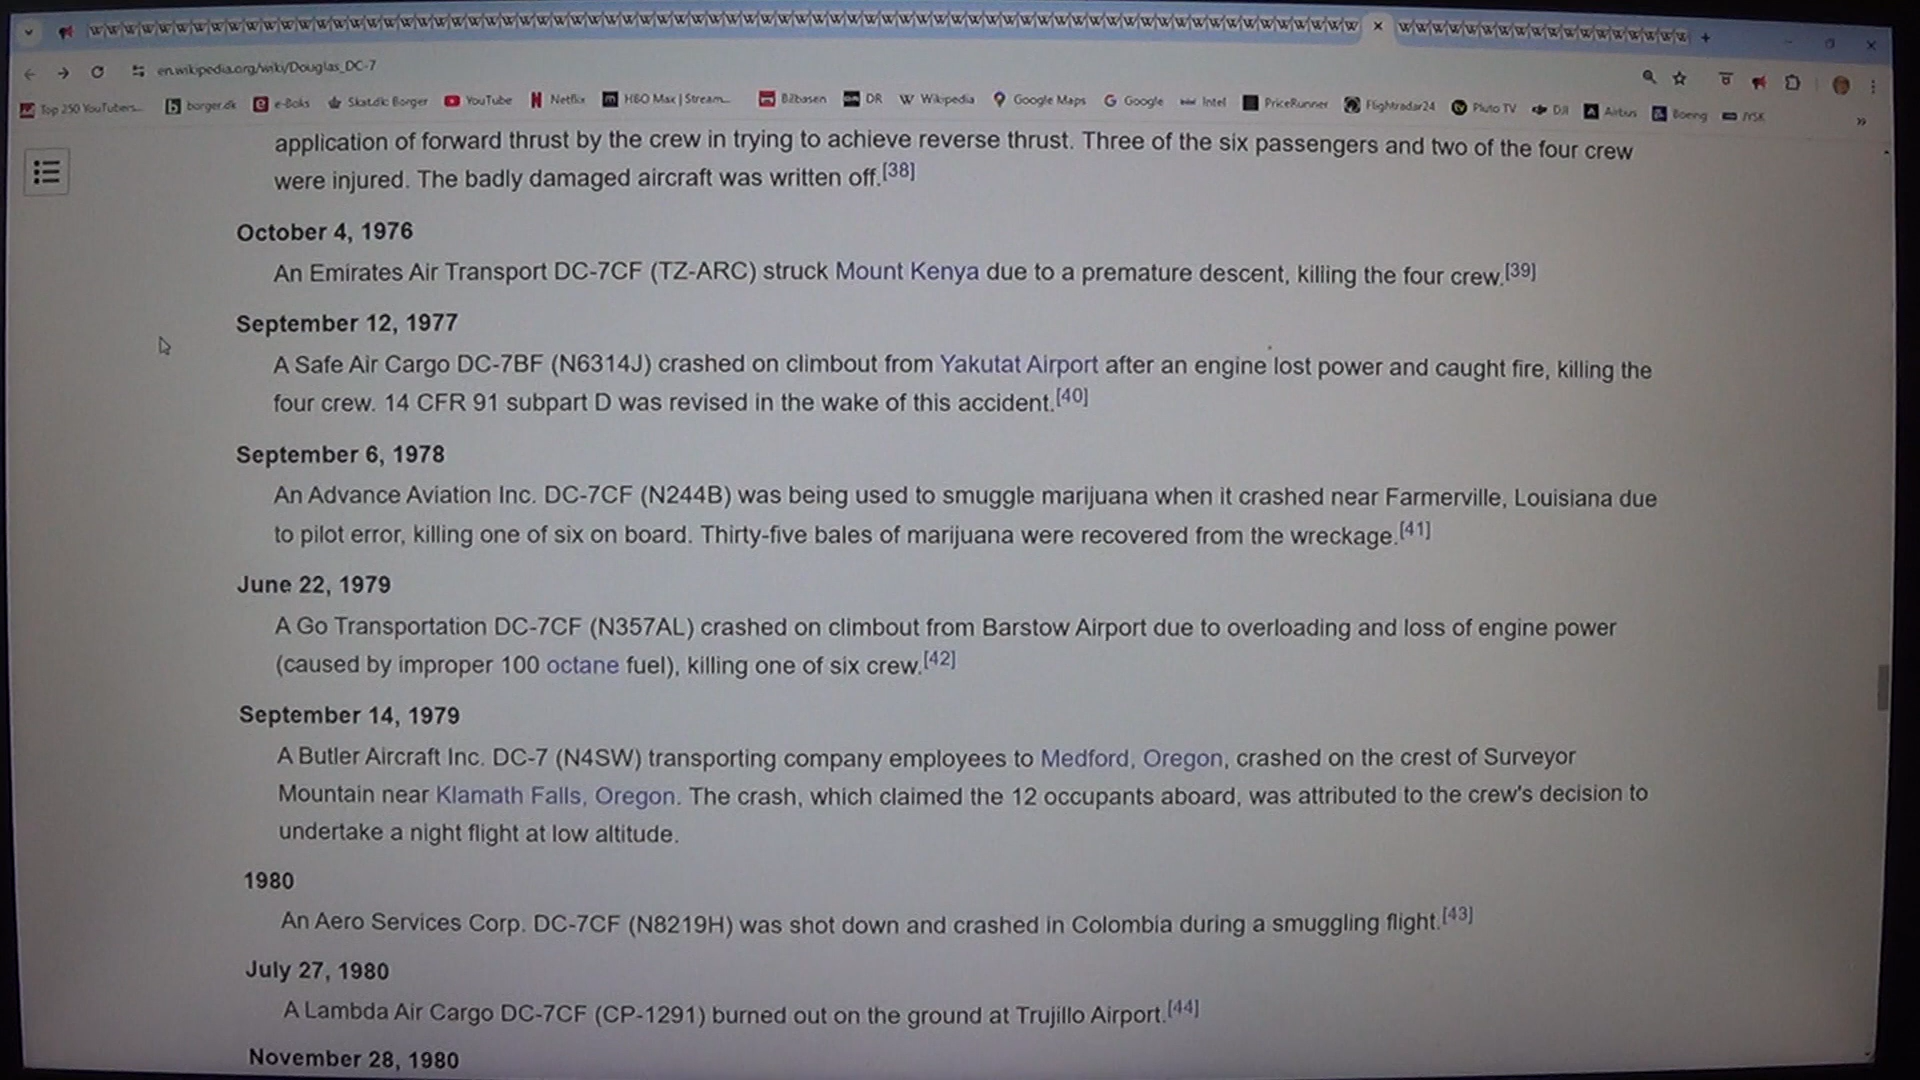 en.wikipedia.org/wiki/Douglas_DC-7
Top 250 YouTubers... borger.dk e-Boks Skat.dk: Borger YouTube Netflix HBO Max | Stream... Bilbasen DR Wikipedia Google Maps Google Intel PriceRunner Flightradar24 Pluto TV DJI Airbus Boeing JYSK
application of forward thrust by the crew in trying to achieve reverse thrust. Three of the six passengers and two of the four crew
were injured. The badly damaged aircraft was written off.[38]
October 4, 1976
An Emirates Air Transport DC-7CF (TZ-ARC) struck Mount Kenya due to a premature descent, killing the four crew.[39]
September 12, 1977
A Safe Air Cargo DC-7BF (N6314J) crashed on climbout from Yakutat Airport after an engine lost power and caught fire, killing the
four crew. 14 CFR 91 subpart D was revised in the wake of this accident.[40]
September 6, 1978
An Advance Aviation Inc. DC-7CF (N244B) was being used to smuggle marijuana when it crashed near Farmerville, Louisiana due
to pilot error, killing one of six on board. Thirty-five bales of marijuana were recovered from the wreckage.[41]
June 22, 1979
A Go Transportation DC-7CF (N357AL) crashed on climbout from Barstow Airport due to overloading and loss of engine power
(caused by improper 100 octane fuel), killing one of six crew.[42]
September 14, 1979
A Butler Aircraft Inc. DC-7 (N4SW) transporting company employees to Medford, Oregon, crashed on the crest of Surveyor
Mountain near Klamath Falls, Oregon. The crash, which claimed the 12 occupants aboard, was attributed to the crew's decision to
undertake a night flight at low altitude.
1980
An Aero Services Corp. DC-7CF (N8219H) was shot down and crashed in Colombia during a smuggling flight.[43]
July 27, 1980
A Lambda Air Cargo DC-7CF (CP-1291) burned out on the ground at Trujillo Airport.[44]
November 28, 1980